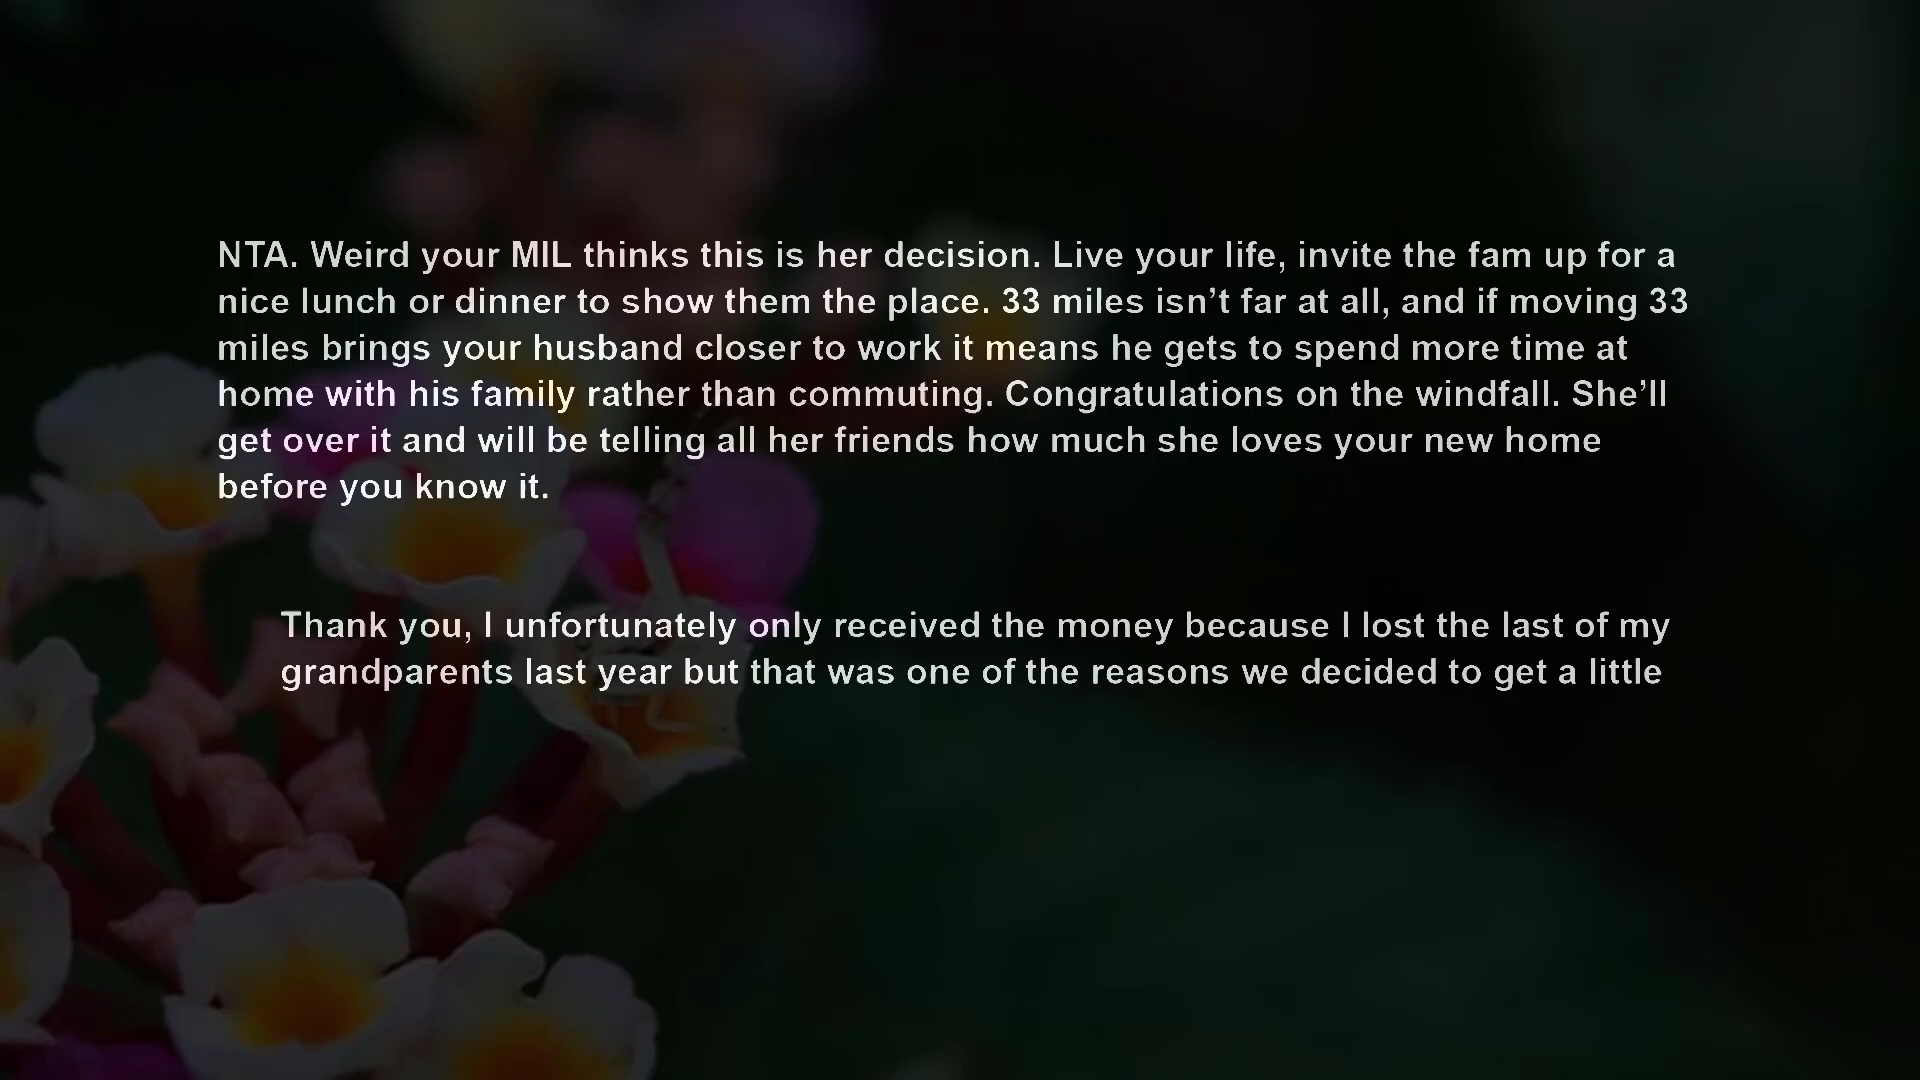 NTA. Weird your MIL thinks this is her decision. Live your life, invite the fam up for a
nice lunch or dinner to show them the place. 33 miles isn’t far at all, and if moving 33
miles brings your husband closer to work it means he gets to spend more time at
home with his family rather than commuting. Congratulations on the windfall. She’ll
get over it and will be telling all her friends how much she loves your new home
before you know it.
Thank you, I unfortunately only received the money because I lost the last of my
grandparents last year but that was one of the reasons we decided to get a little